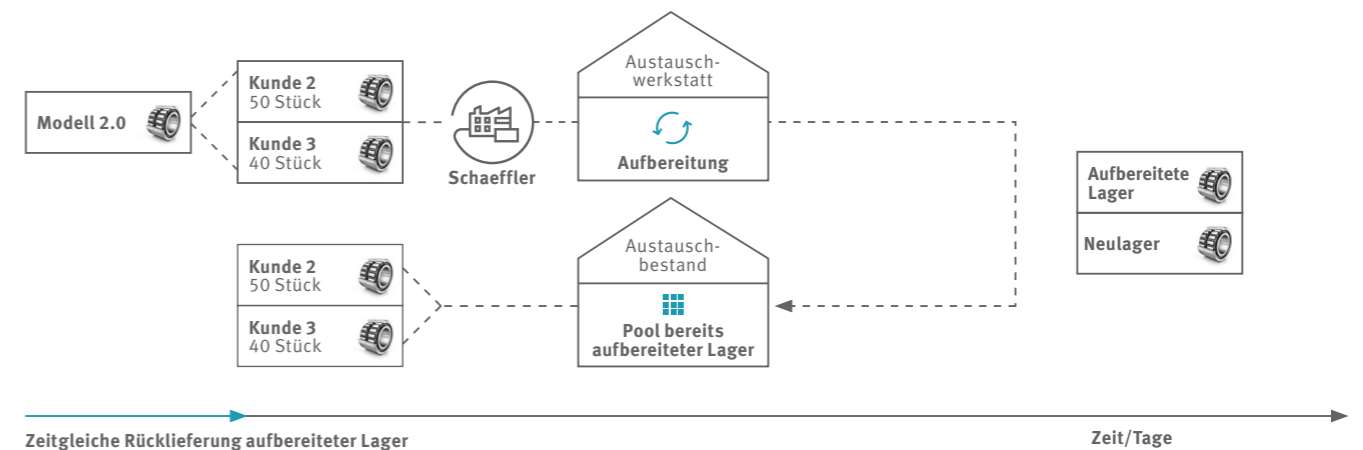 Modell 2.0
Kunde 2
50 Stück
Kunde 3
40 Stück
Schaeffler
Austausch-
werkstatt
Aufbereitung
Aufbereitete
Lager
Neulager
Kunde 2
50 Stück
Kunde 3
40 Stück
Austausch-
bestand
Pool bereits
aufbereiteter Lager
Zeitgleiche Rücklieferung aufbereiteter Lager
Zeit/Tage